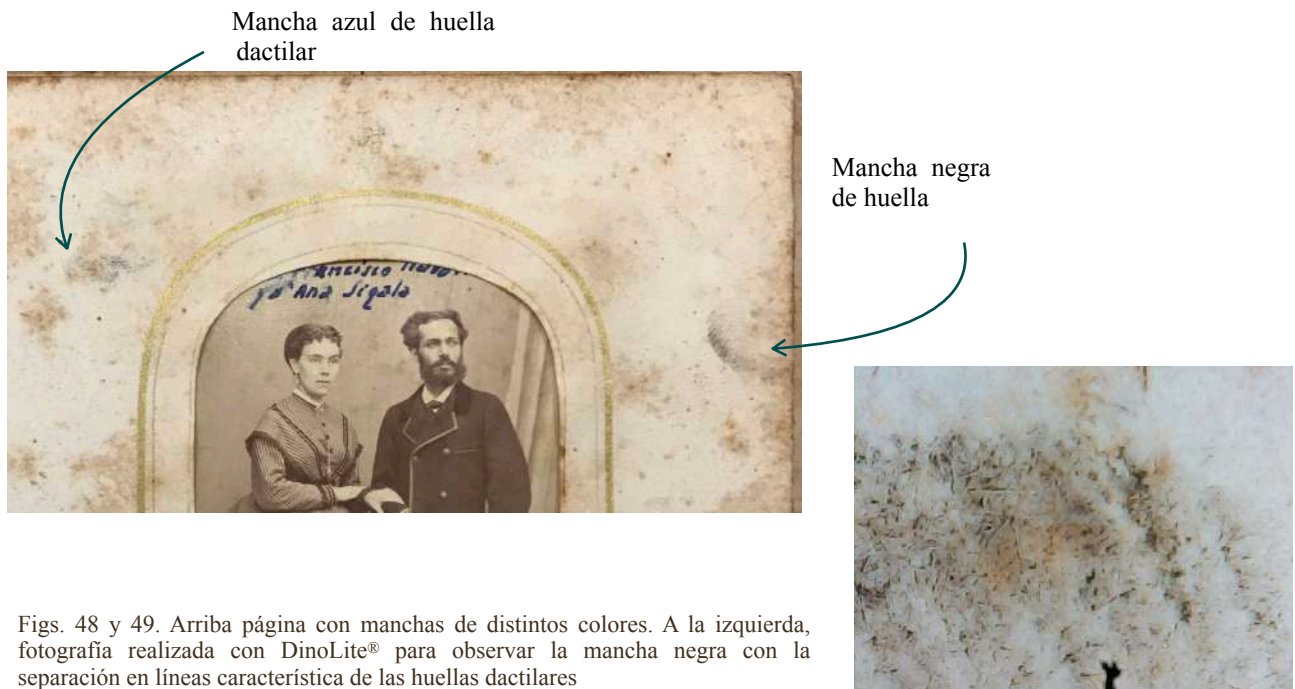 Mancha azul de huella
dactilar
Mancha negra
de huella
ancisco
y dª Ana Sigala
Figs. 48 y 49. Arriba página con manchas de distintos colores. A la izquierda,
fotografía realizada con DinoLite® para observar la mancha negra con la
separación en líneas característica de las huellas dactilares